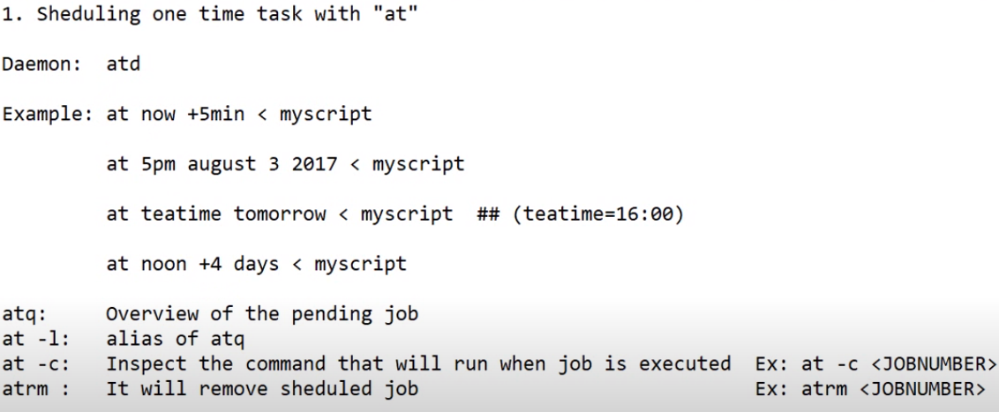 1. Sheduling one time task with "at"
Daemon: atd
Example: at now +5min < myscript
at 5pm august 3 2017 < myscript
at teatime tomorrow < myscript ## (teatime=16:00)
at noon +4 days < myscript
atq: Overview of the pending job
at -l: alias of atq
at -c: Inspect the command that will run when job is executed Ex: at -c <JOBNUMBER>
atrm : It will remove sheduled job Ex: atrm <JOBNUMBER>